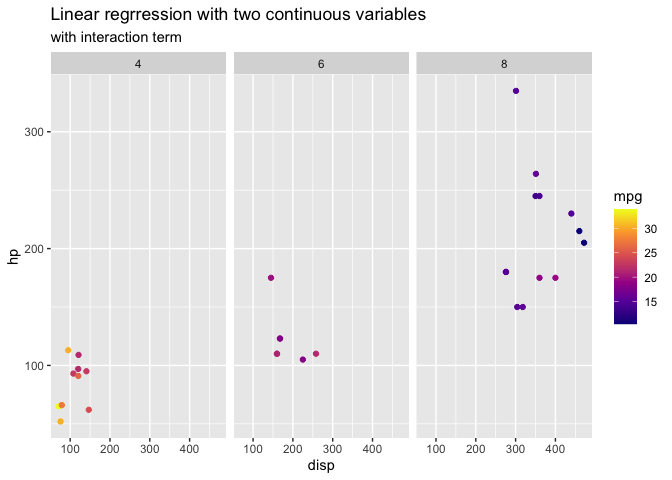 Linear regrression with two continuous variables
with interaction term
4 6 8
mpg
300
200
100
30
25
20
15
hp
100 200 300 400 100 200 300 400 100 200 300 400
disp